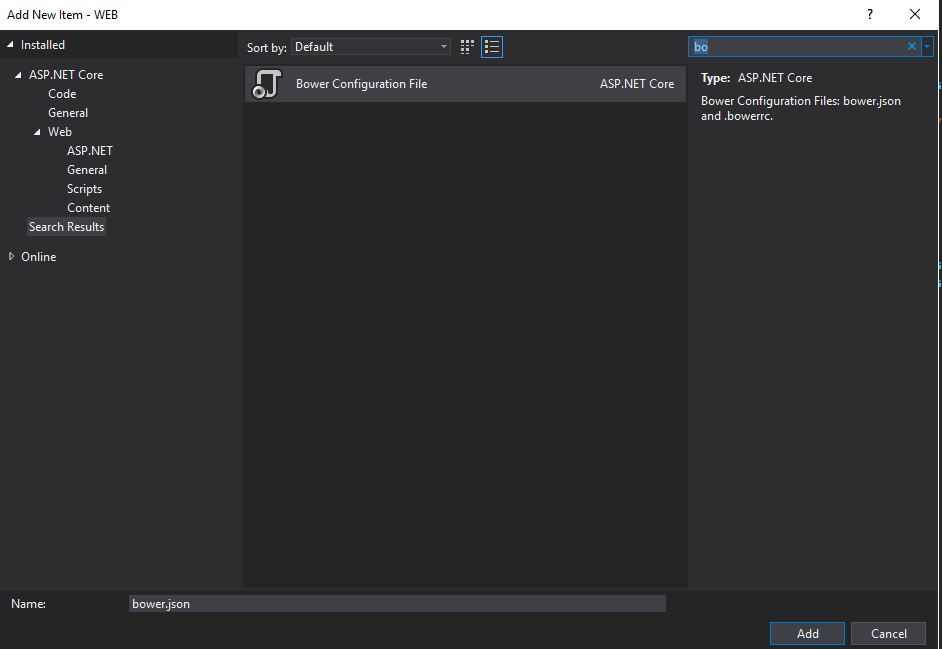 Add New Item - WEB
?
Installed
Sort by: Default
bo
ASP.NET Core
Code
General
Web
ASP.NET
General
Scripts
Content
Search Results
Online
Bower Configuration File ASP.NET Core
Type: ASP.NET Core
Bower Configuration Files: bower.json
and .bowerrc.
Name: bower.json
Add Cancel